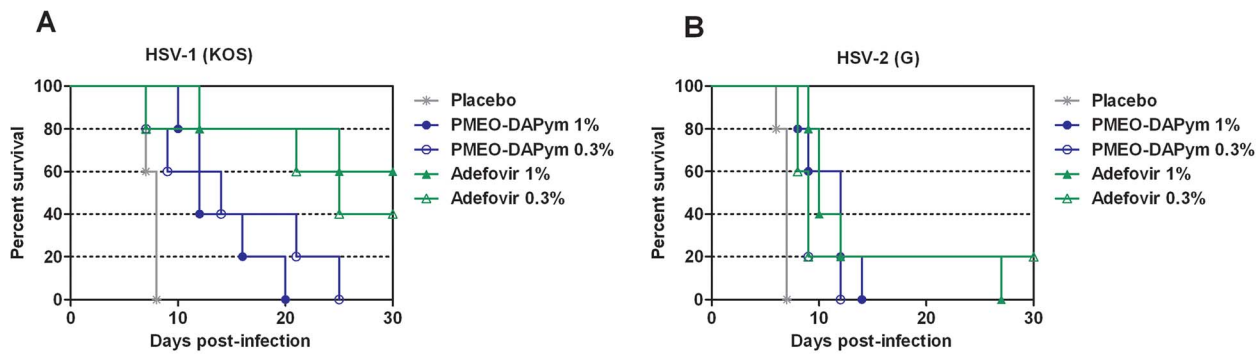 A
HSV-1 (KOS)
Percent survival
100
80
60
40
20
0
0 10 20 30
Days post-infection
Placebo
PMEO-DAPym 1%
PMEO-DAPym 0.3%
Adefovir 1%
Adefovir 0.3%
B
HSV-2 (G)
Percent survival
100
80
60
40
20
0
0 10 20 30
Days post-infection
Placebo
PMEO-DAPym 1%
PMEO-DAPym 0.3%
Adefovir 1%
Adefovir 0.3%